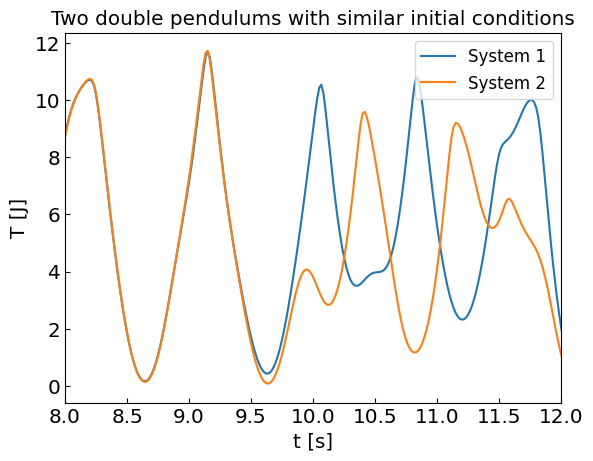 Two double pendulums with similar initial conditions
System 1
System 2
T [J]
12
10
8
6
4
2
0
8.0 8.5 9.0 9.5 10.0 10.5 11.0 11.5 12.0
t [s]